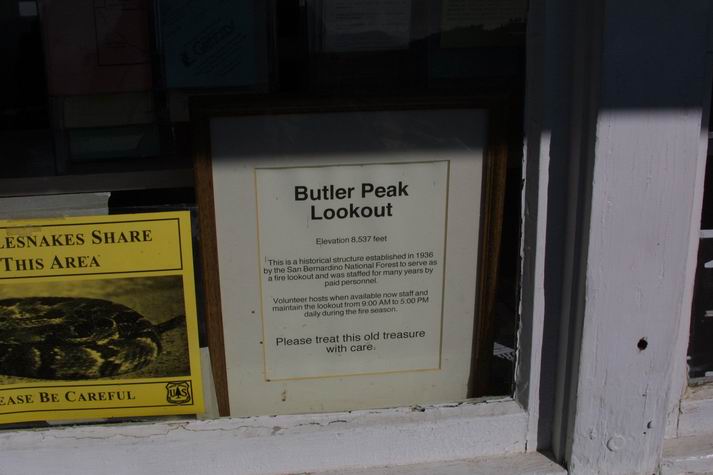 LESNAKES SHARE
THIS AREA
EASE BE CAREFUL
U S
Butler Peak
Lookout
Elevation 8,537 feet
This is a historical structure established in 1936
by the San Bernardino National Forest to serve as
a fire lookout and was staffed for many years by
paid personnel.
Volunteer hosts when available now staff and
maintain the lookout from 9:00 AM to 5:00 PM
daily during the fire season.
Please treat this old treasure
with care.